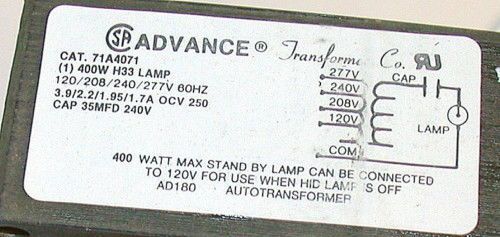 SA ADVANCE® Transformer Co. RU
CAT. 71A4071
(1) 400W H33 LAMP
120/208/240/277V 60HZ
3.9/2.2/1.95/1.7A OCV 250
CAP 35MFD 240V
277V
240V
208V
120V
COM
CAP
LAMP
400 WATT MAX STAND BY LAMP CAN BE CONNECTED
TO 120V FOR USE WHEN HID LAMP IS OFF
AD180 AUTOTRANSFORMER